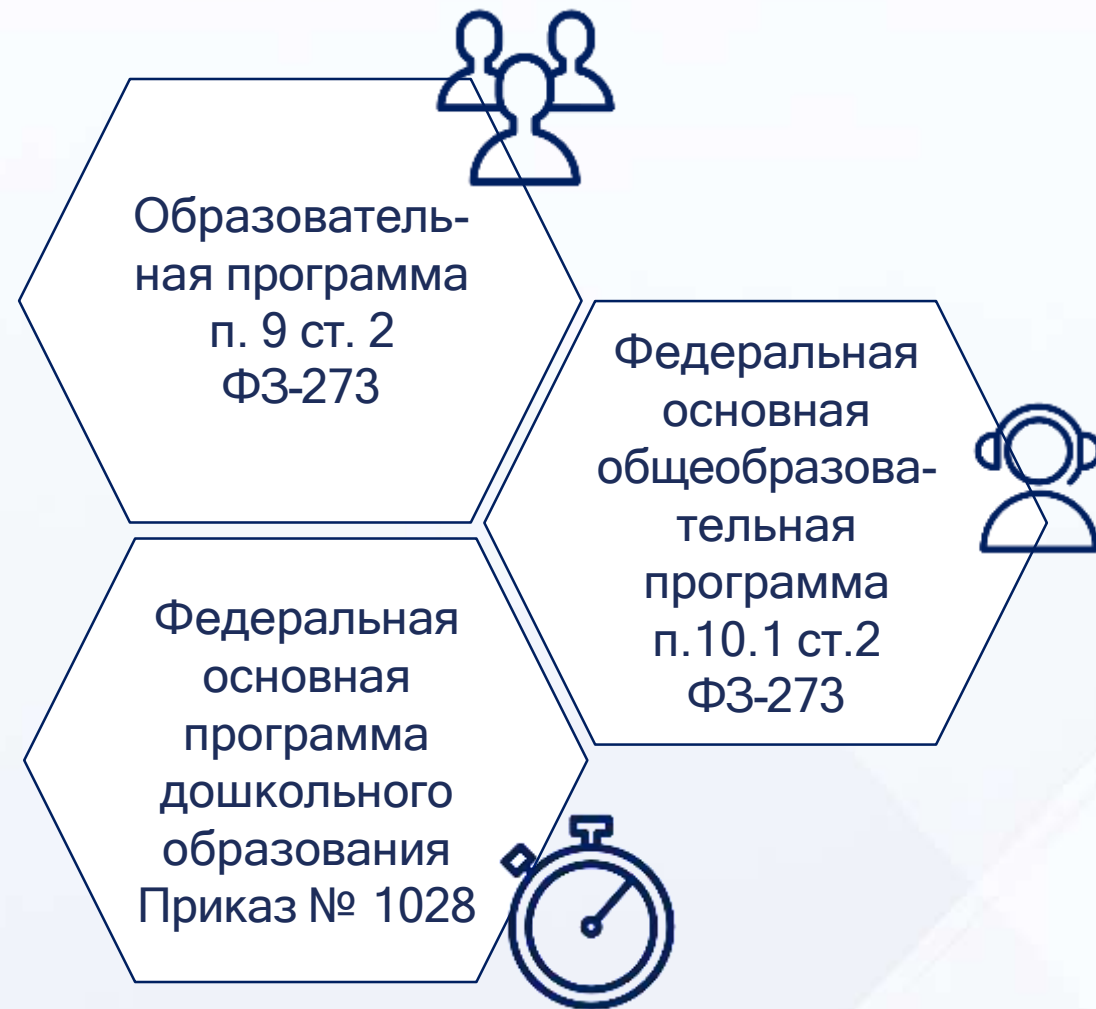 Образователь-
ная программа
п. 9 ст. 2
ФЗ-273
Федеральная
основная
общеобразова-
тельная
программа
п.10.1 ст.2
ФЗ-273
Федеральная
основная
программа
дошкольного
образования
Приказ № 1028